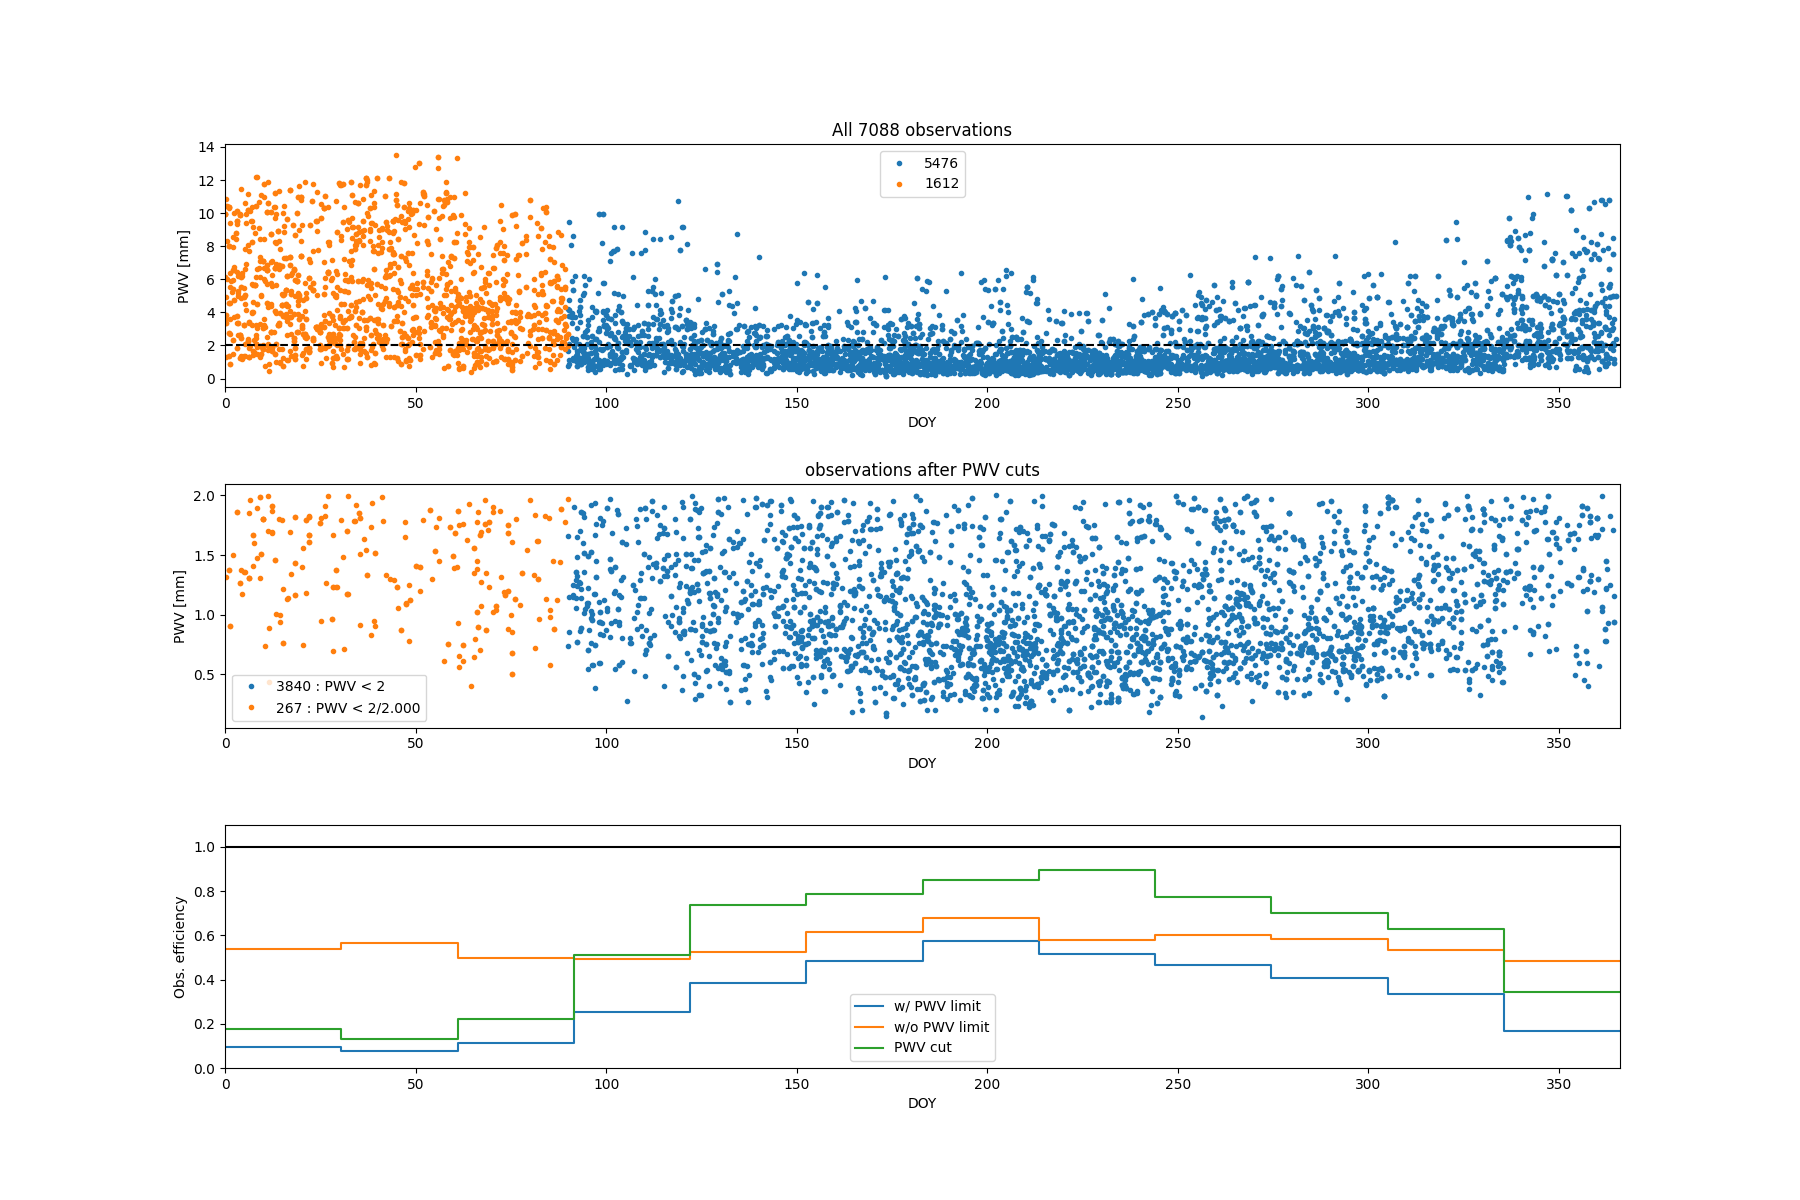 All 7088 observations
14
12
10
8
6
4
2
0
PWV [mm]
5476
1612
0 50 100 150 200 250 300 350
DOY
observations after PWV cuts
2.0
1.5
1.0
0.5
PWV [mm]
3840 : PWV < 2
267 : PWV < 2/2.000
0 50 100 150 200 250 300 350
DOY
1.0
0.8
0.6
0.4
0.2
0.0
Obs. efficiency
w/ PWV limit
w/o PWV limit
PWV cut
0 50 100 150 200 250 300 350
DOY